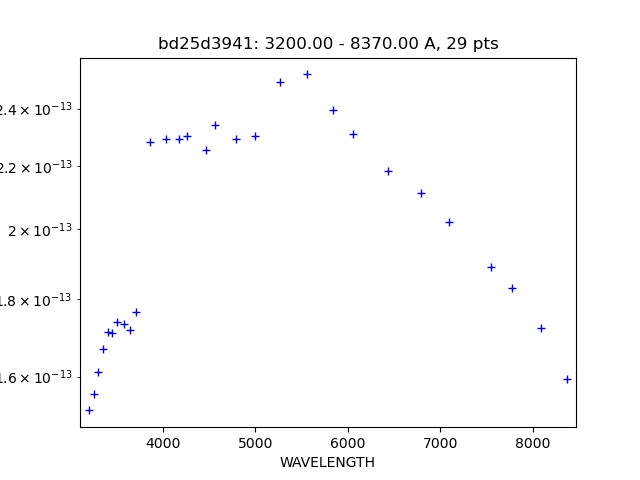 bd25d3941: 3200.00 - 8370.00 A, 29 pts
2.4 × 10⁻¹³
2.2 × 10⁻¹³
2 × 10⁻¹³
1.8 × 10⁻¹³
1.6 × 10⁻¹³
4000 5000 6000 7000 8000
WAVELENGTH